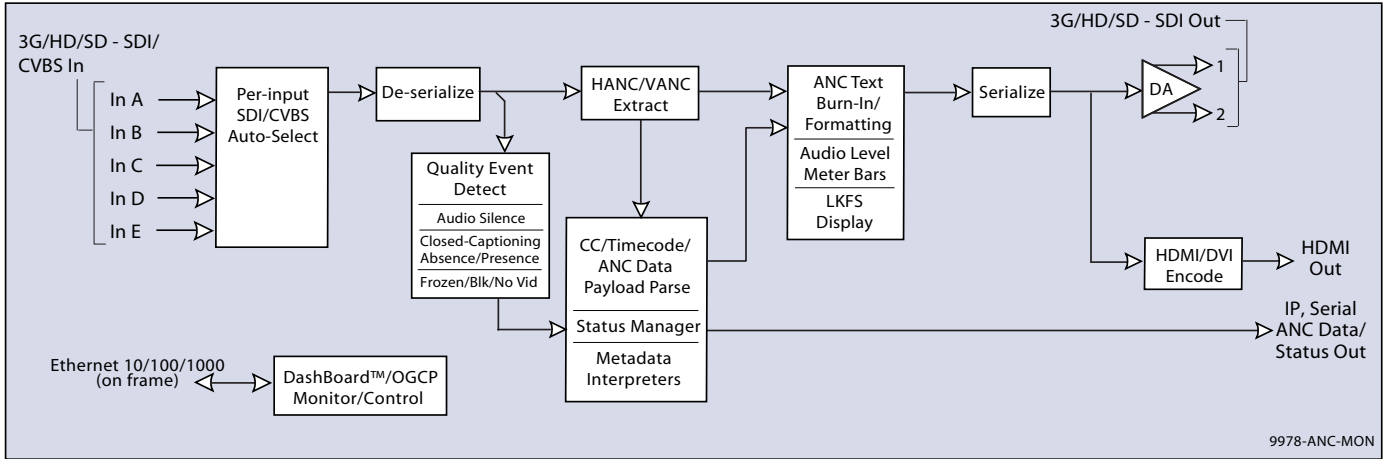 3G/HD/SD - SDI/
CVBS In
In A
In B
In C
In D
In E
Per-input
SDI/CVBS
Auto-Select
De-serialize
Quality Event
Detect
Audio Silence
Closed-Captioning
Absence/Presence
Frozen/Blk/No Vid
HANC/VANC
Extract
CC/Timecode/
ANC Data
Payload Parse
Status Manager
Metadata
Interpreters
ANC Text
Burn-In/
Formatting
Audio Level
Meter Bars
LKFS
Display
Serialize
3G/HD/SD - SDI Out
DA
1
2
HDMI/DVI
Encode
HDMI
Out
IP, Serial
ANC Data/
Status Out
Ethernet 10/100/1000
(on frame)
DashBoard™/OGCP
Monitor/Control
9978-ANC-MON